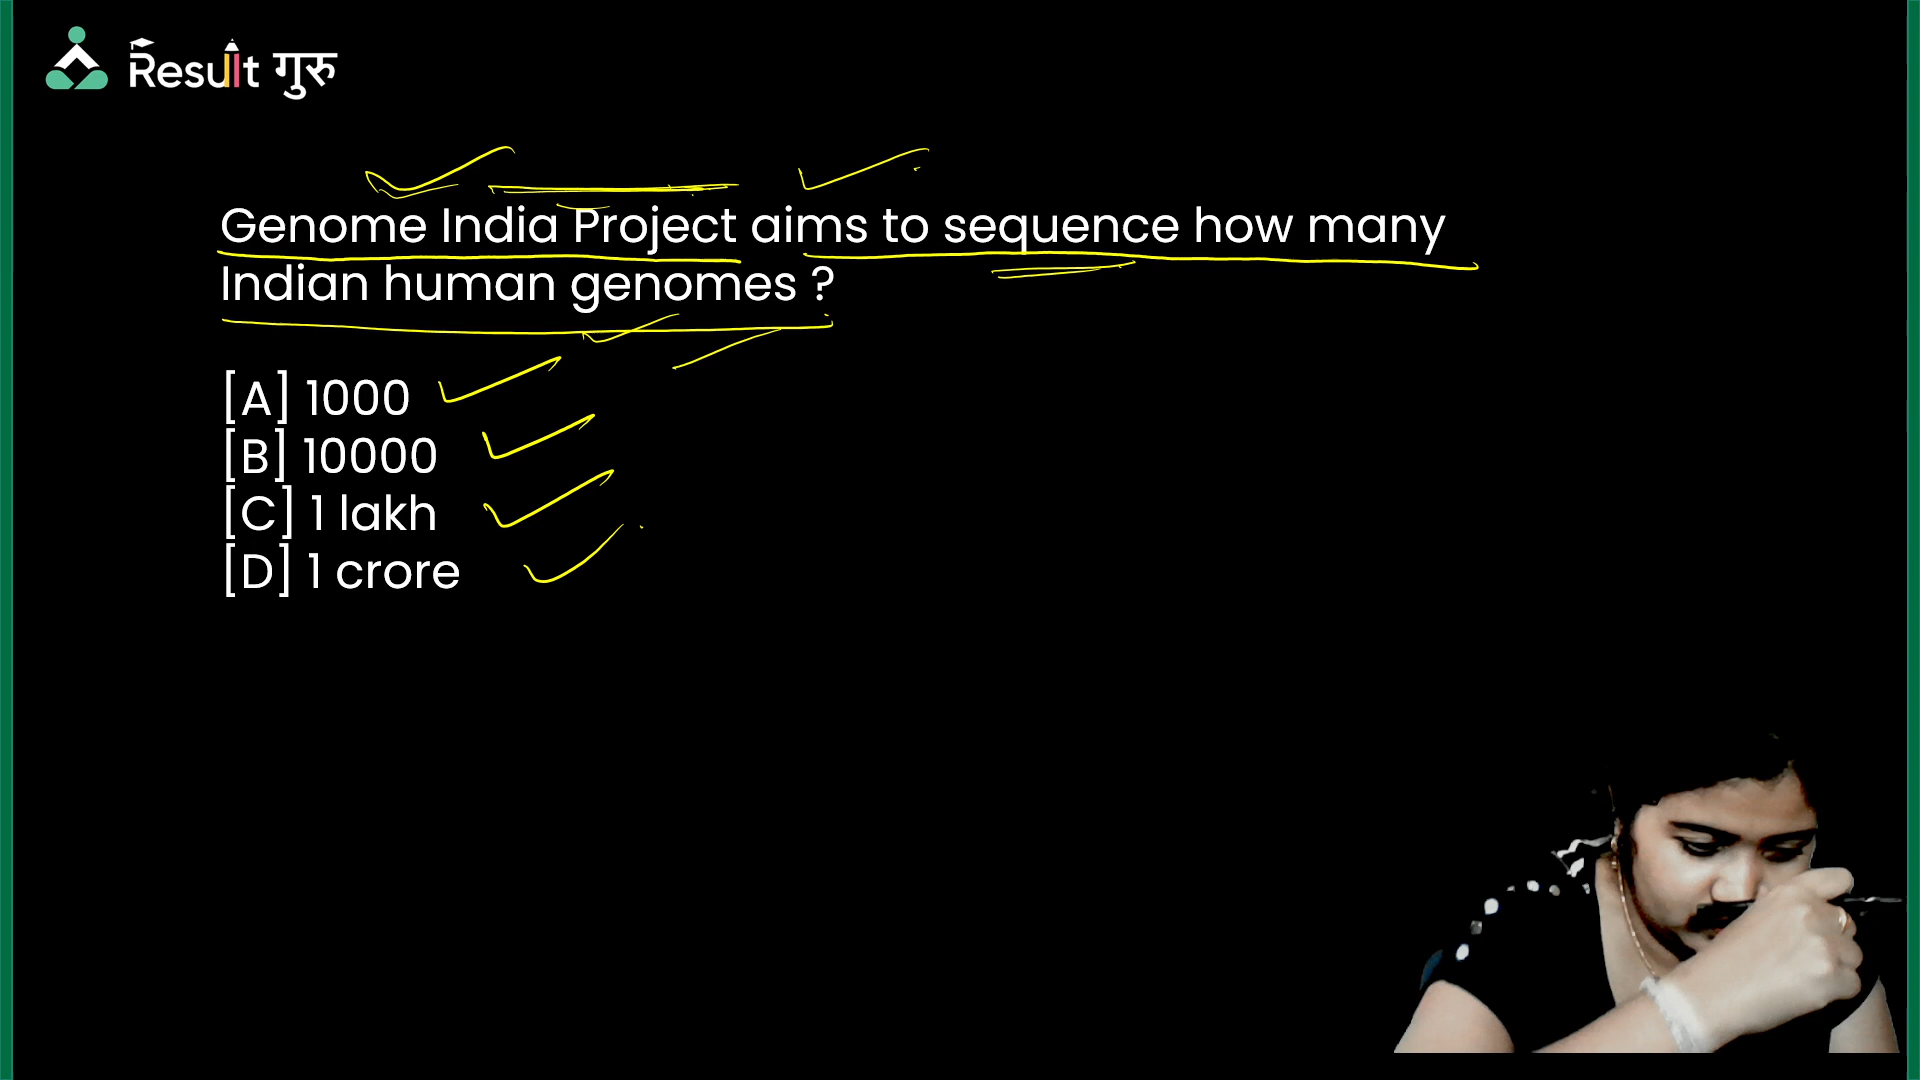 Result गुरु
Genome India Project aims to sequence how many
Indian human genomes ?
[A] 1000
[B] 10000
[C] 1 lakh
[D] 1 crore